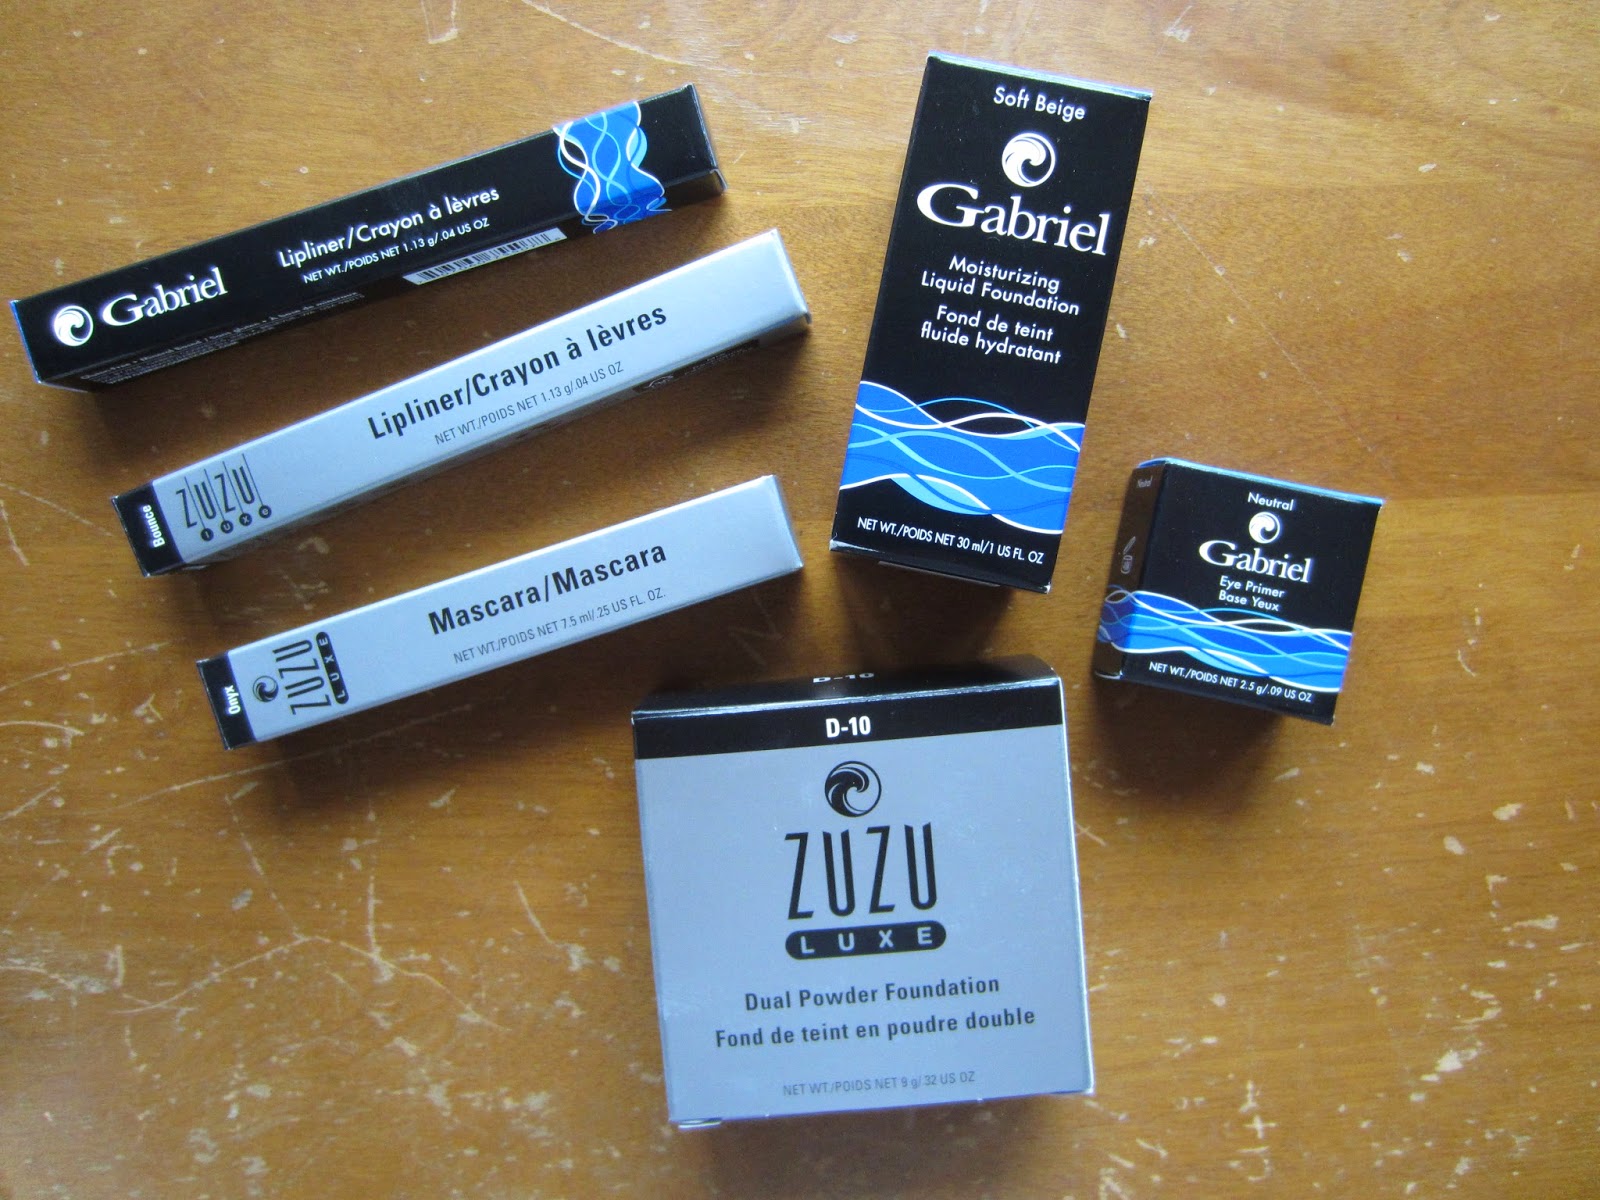 Gabriel
Lipliner/Crayon à lèvres
NET WT./POIDS NET 1.13 g/.04 US OZ
Bounce
ZUZU
LUXE
Lipliner/Crayon à lèvres
NET WT./POIDS NET 1.13 g/.04 US OZ
Onyx
ZUZU
LUXE
Mascara/Mascara
NET WT./POIDS NET 7.5 ml/.25 US FL. OZ.
Soft Beige
Gabriel
Moisturizing
Liquid Foundation
Fond de teint
fluide hydratant
NET WT./POIDS NET 30 ml/1 US FL. OZ
Neutral
Neutral
Gabriel
Eye Primer
Base Yeux
NET WT./POIDS NET 2.5 g/.09 US OZ
D-10
D-10
ZUZU
LUXE
Dual Powder Foundation
Fond de teint en poudre double
NET WT./POIDS NET 9 g/.32 US OZ